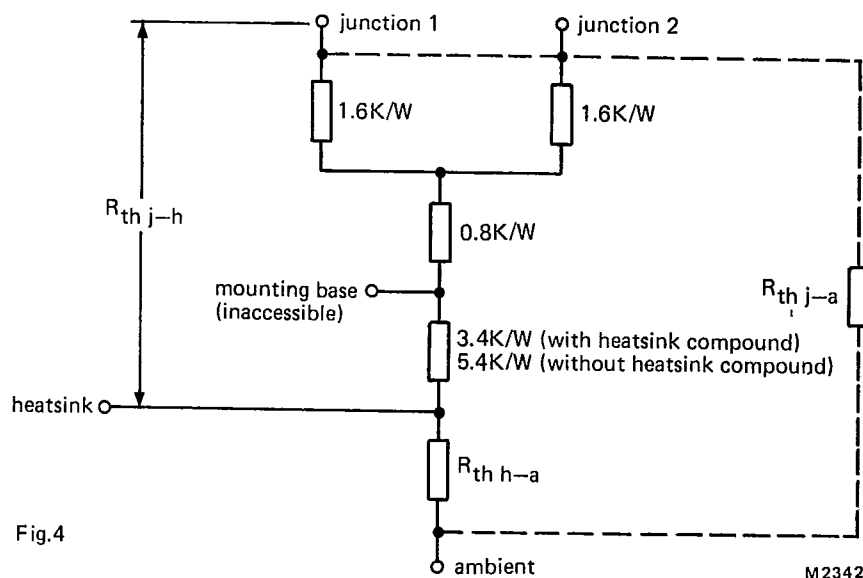 junction 1
junction 2
1.6K/W
1.6K/W
R th j–h
0.8K/W
mounting base
(inaccessible)
R th j–a
3.4K/W (with heatsink compound)
5.4K/W (without heatsink compound)
heatsink
R th h–a
Fig.4
ambient
M2342